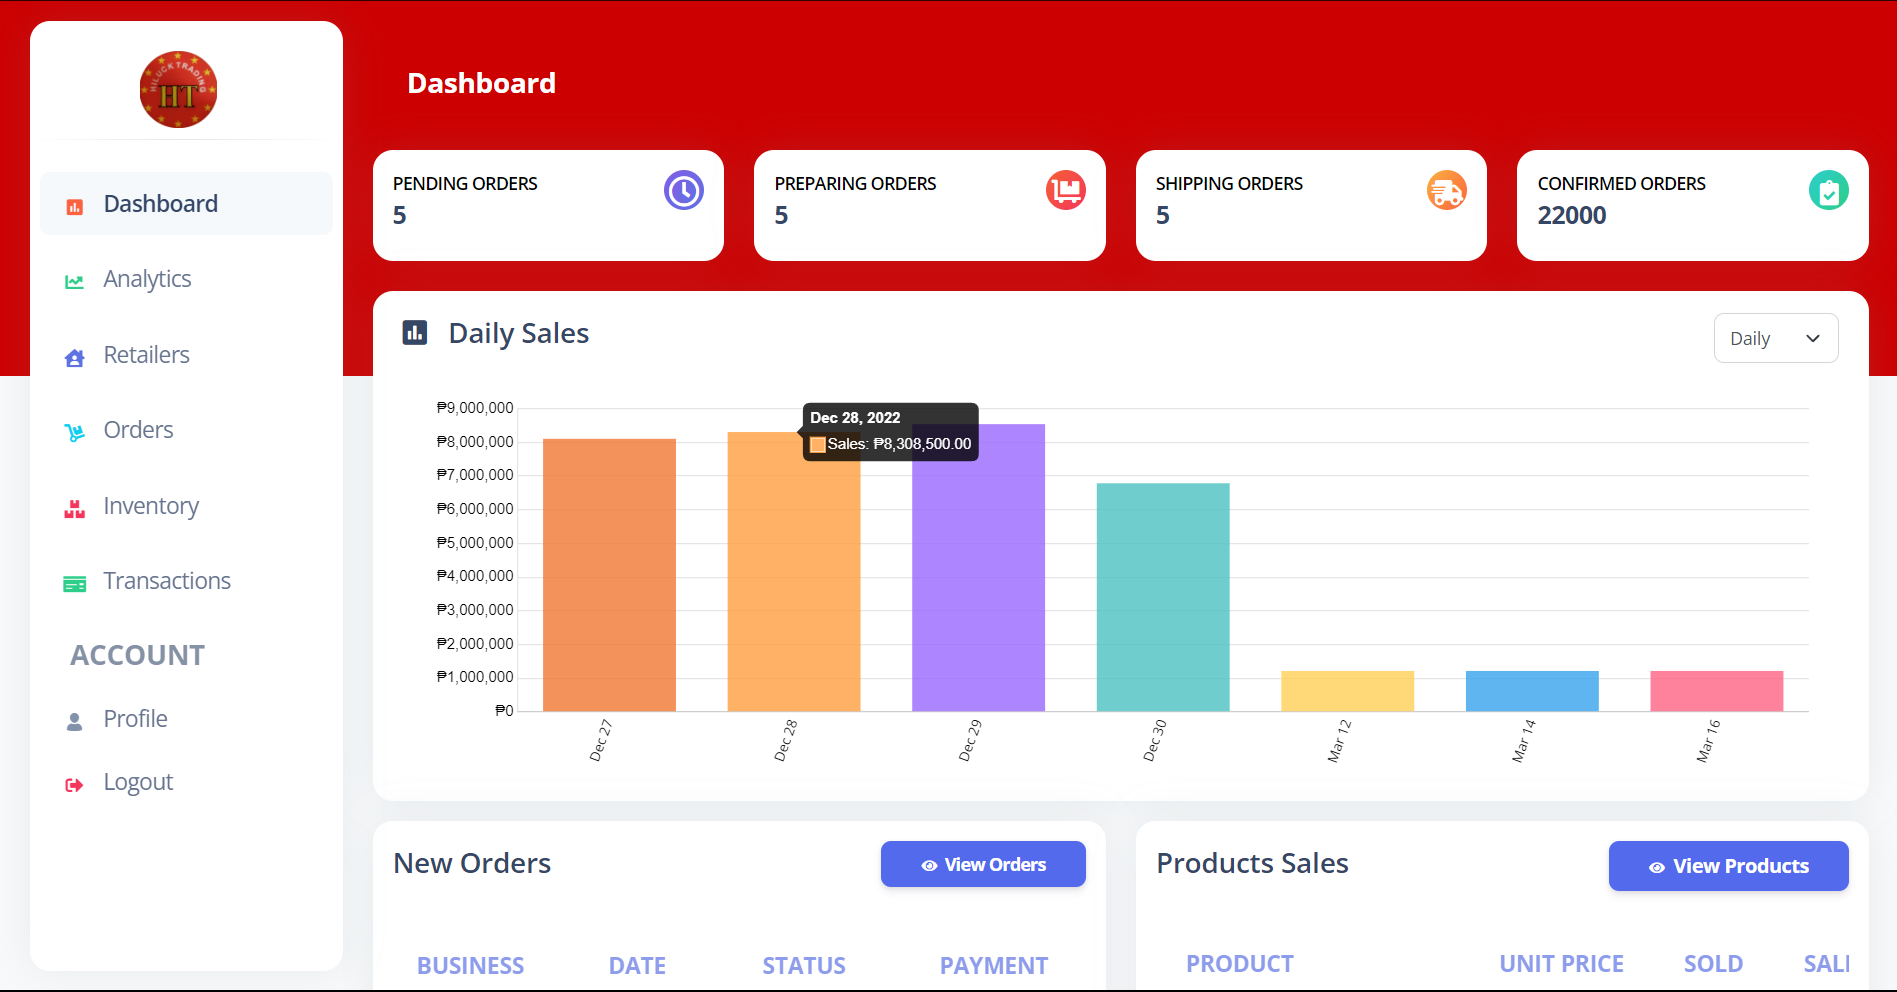 HILUCK TRADING
HT
Dashboard
Analytics
Retailers
Orders
Inventory
Transactions
ACCOUNT
Profile
Logout
Dashboard
PENDING ORDERS
5
PREPARING ORDERS
5
SHIPPING ORDERS
5
CONFIRMED ORDERS
22000
Daily Sales
Daily
₱9,000,000
₱8,000,000
₱7,000,000
₱6,000,000
₱5,000,000
₱4,000,000
₱3,000,000
₱2,000,000
₱1,000,000
₱0
Dec 28, 2022
Sales: ₱8,308,500.00
Dec 27
Dec 28
Dec 29
Dec 30
Mar 12
Mar 14
Mar 16
New Orders
View Orders
BUSINESS DATE STATUS PAYMENT
Products Sales
View Products
PRODUCT UNIT PRICE SOLD